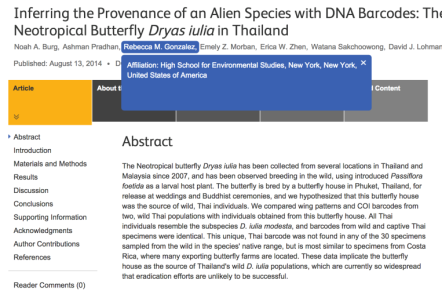 Inferring the Provenance of an Alien Species with DNA Barcodes: The
Neotropical Butterfly Dryas iulia in Thailand
Noah A. Burg, Ashman Pradhan, Rebecca M. Gonzalez, Emely Z. Morban, Erica W. Zhen, Watana Sakchoowong, David J. Lohman
Published: August 13, 2014 • D
Affiliation: High School for Environmental Studies, New York, New York, ×
United States of America
Article
About t
l Content
Abstract
Introduction
Materials and Methods
Results
Discussion
Conclusions
Supporting Information
Acknowledgments
Author Contributions
References
Reader Comments (0)
Abstract
The Neotropical butterfly Dryas iulia has been collected from several locations in Thailand and
Malaysia since 2007, and has been observed breeding in the wild, using introduced Passiflora
foetida as a larval host plant. The butterfly is bred by a butterfly house in Phuket, Thailand, for
release at weddings and Buddhist ceremonies, and we hypothesized that this butterfly house
was the source of wild, Thai individuals. We compared wing patterns and COI barcodes from
two, wild Thai populations with individuals obtained from this butterfly house. All Thai
individuals resemble the subspecies D. iulia modesta, and barcodes from wild and captive Thai
specimens were identical. This unique, Thai barcode was not found in any of the 30 specimens
sampled from the wild in the species' native range, but is most similar to specimens from Costa
Rica, where many exporting butterfly farms are located. These data implicate the butterfly
house as the source of Thailand's wild D. iulia populations, which are currently so widespread
that eradication efforts are unlikely to be successful.